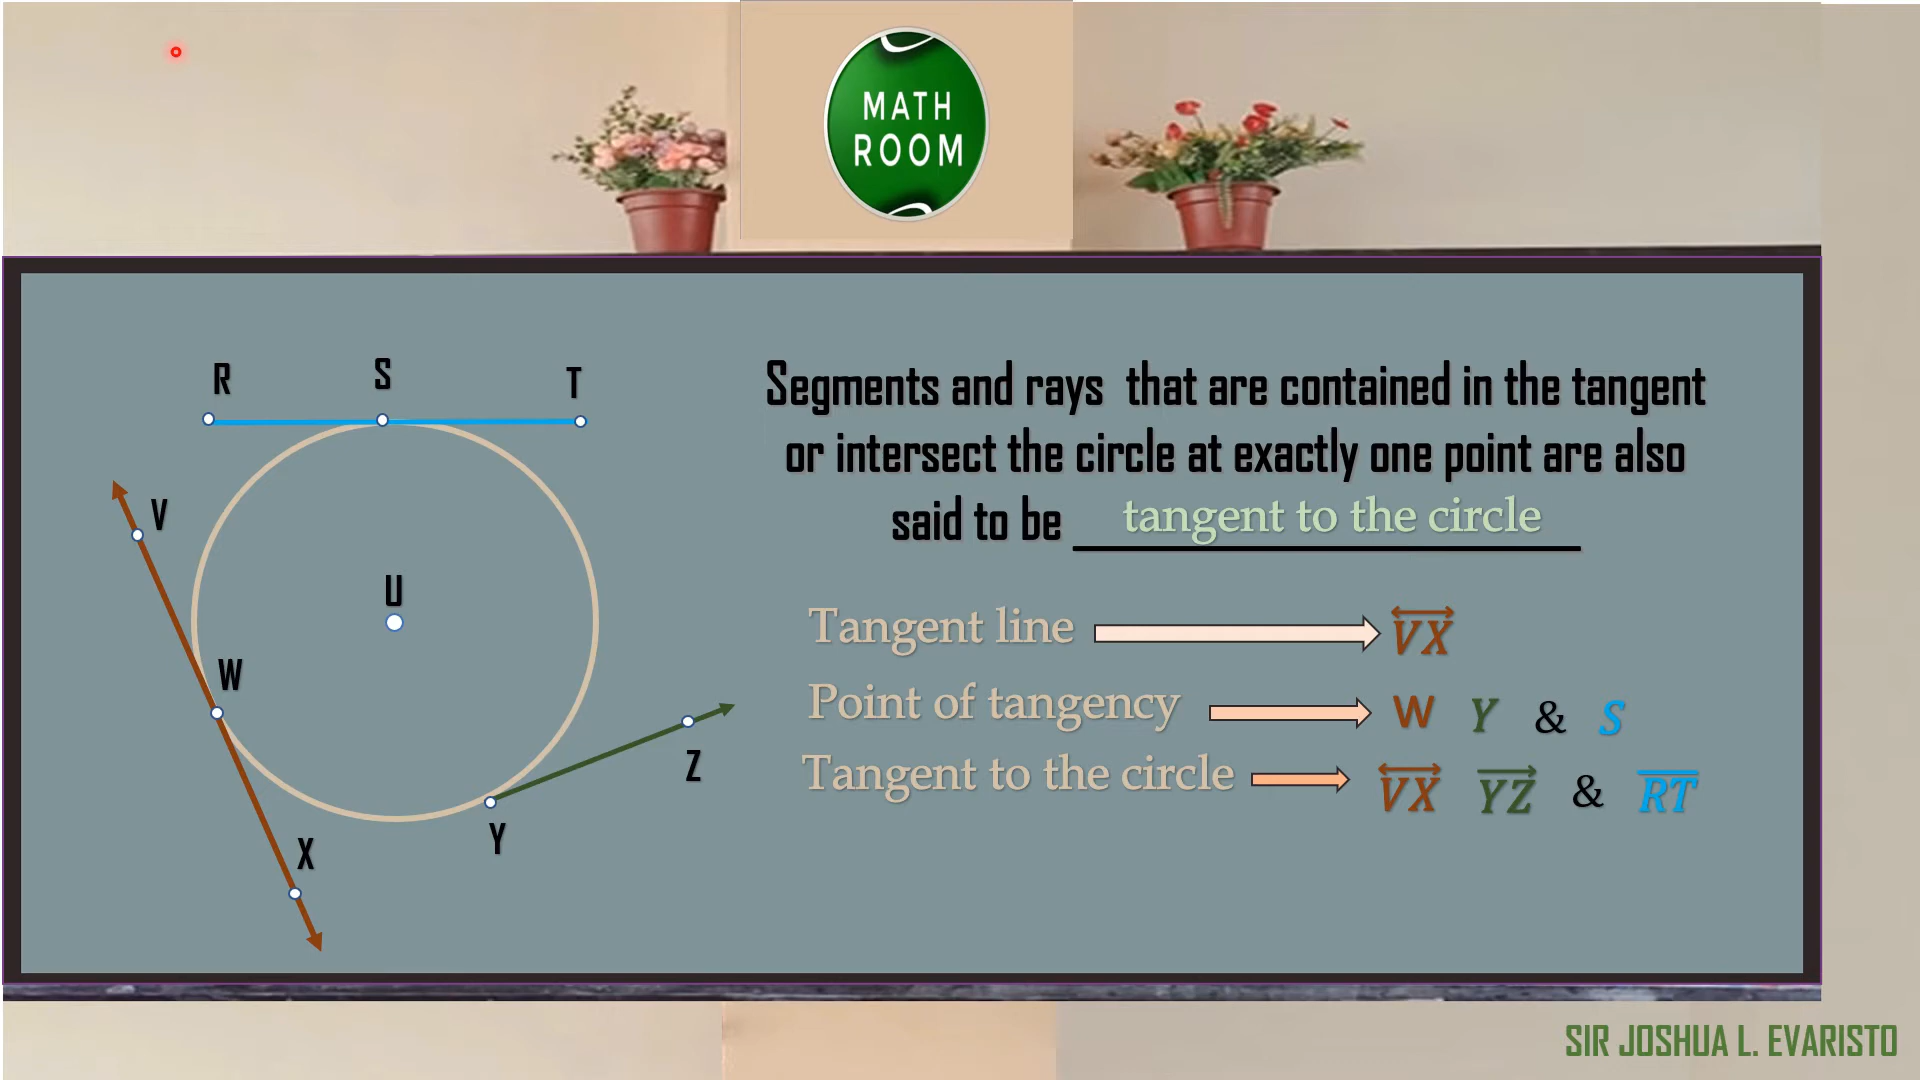 MATH
ROOM
R
S
T
V
U
W
X
Y
Z
Segments and rays that are contained in the tangent
or intersect the circle at exactly one point are also
said to be tangent to the circle
Tangent line VX
Point of tangency W Y & S
Tangent to the circle VX YZ & RT
SIR JOSHUA L. EVARISTO